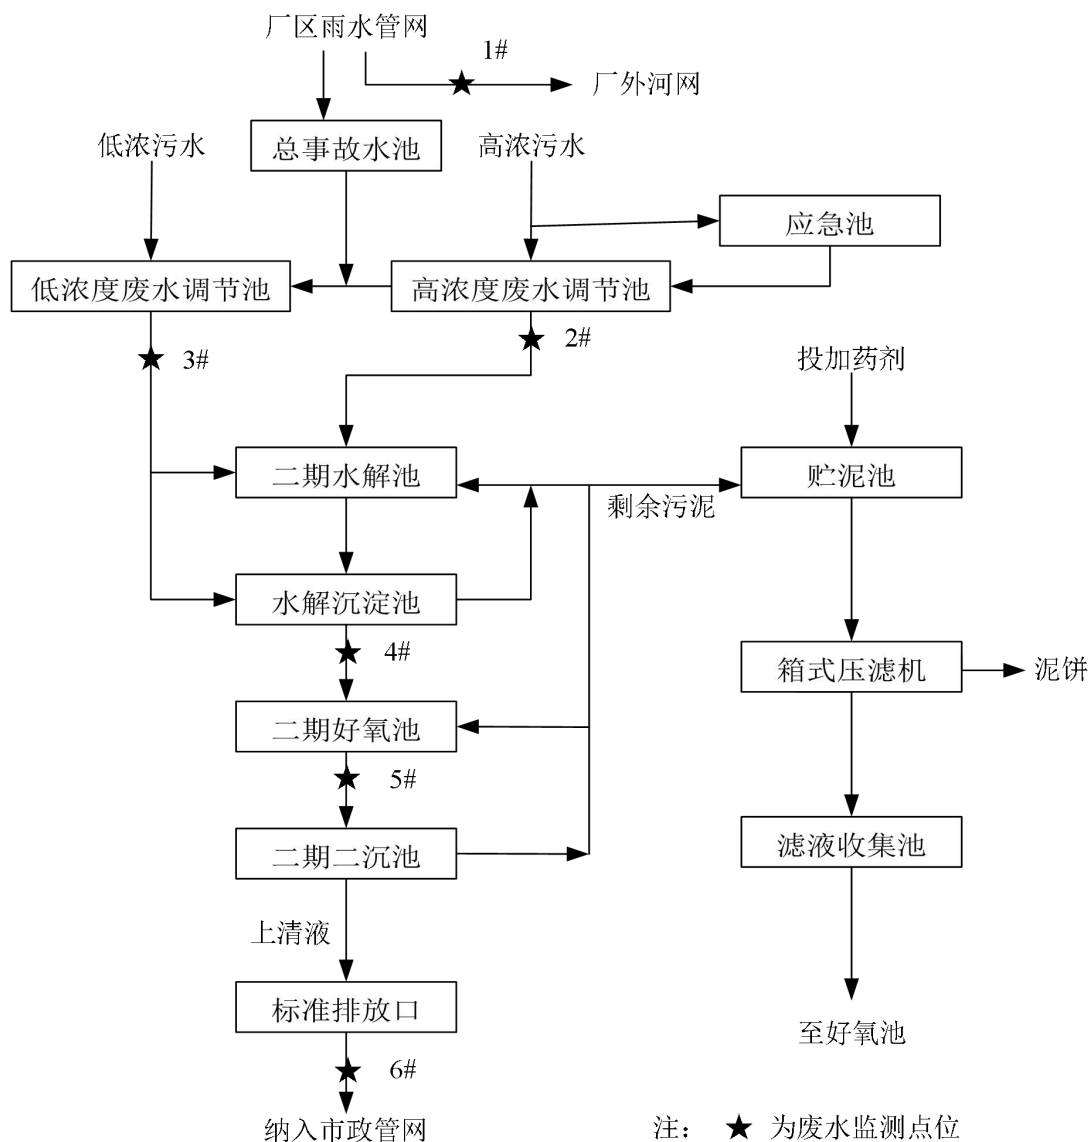 厂区雨水管网
1#
厂外河网
低浓污水
总事故水池
高浓污水
应急池
低浓度废水调节池
高浓度废水调节池
3#
2#
投加药剂
二期水解池
贮泥池
剩余污泥
水解沉淀池
4#
箱式压滤机
泥饼
二期好氧池
5#
二期二沉池
滤液收集池
上清液
标准排放口
至好氧池
6#
纳入市政管网
注： ★ 为废水监测点位